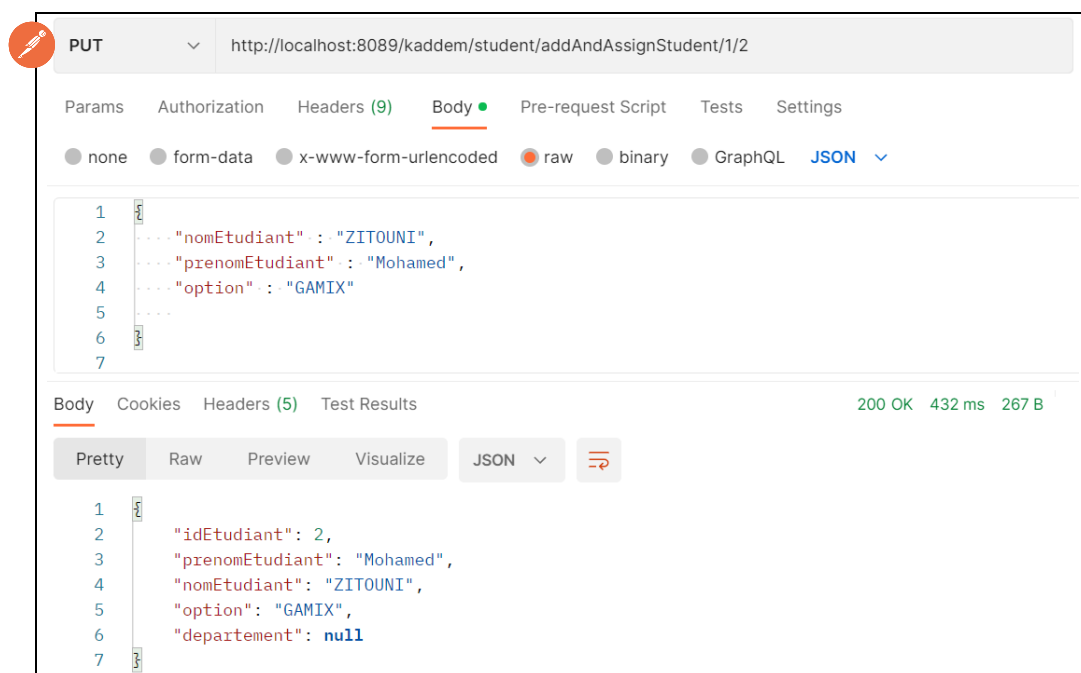 PUT http://localhost:8089/kaddem/student/addAndAssignStudent/1/2
Params Authorization Headers (9) Body Pre-request Script Tests Settings
none form-data x-www-form-urlencoded raw binary GraphQL JSON
1 {
2 "nomEtudiant" : "ZITOUNI",
3 "prenomEtudiant" : "Mohamed",
4 "option" : "GAMIX"
5
6 }
7
Body Cookies Headers (5) Test Results 200 OK 432 ms 267 B
Pretty Raw Preview Visualize JSON
1 {
2 "idEtudiant": 2,
3 "prenomEtudiant": "Mohamed",
4 "nomEtudiant": "ZITOUNI",
5 "option": "GAMIX",
6 "departement": null
7 }